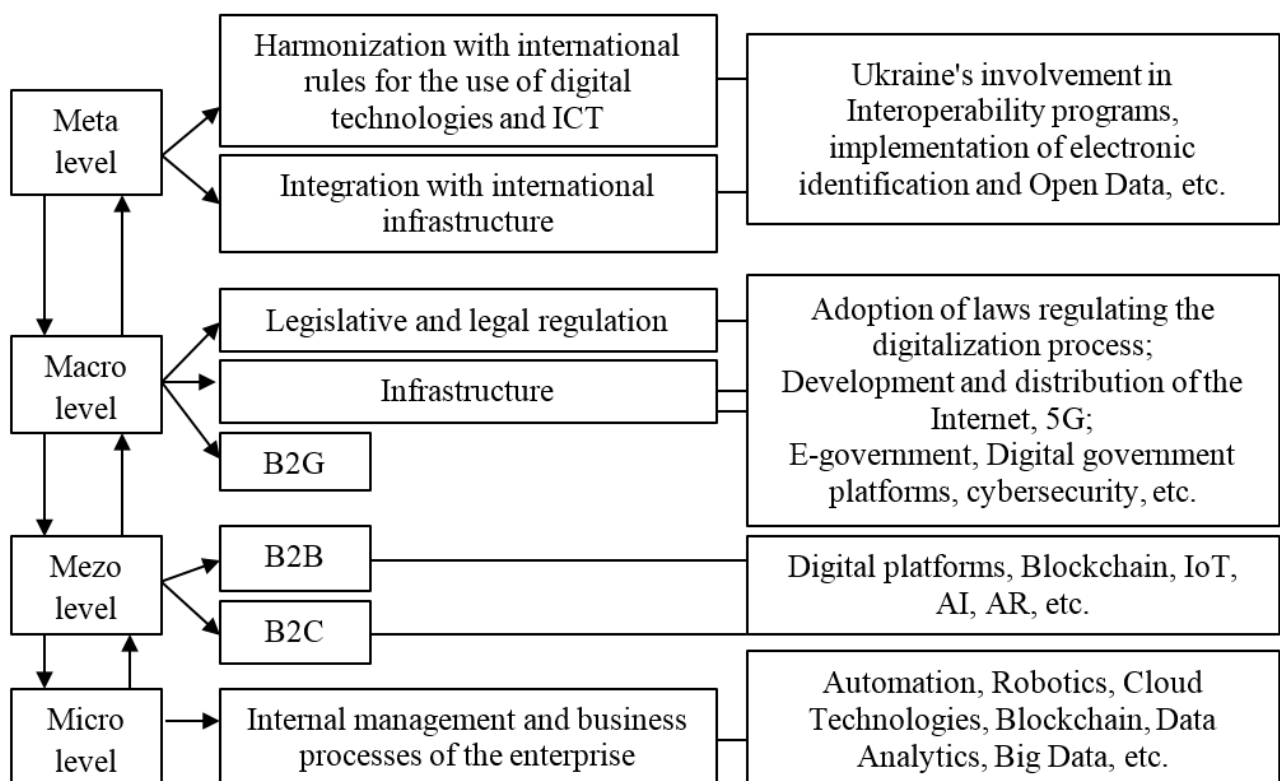 Meta
level
Harmonization with international
rules for the use of digital
technologies and ICT
Integration with international
infrastructure
Ukraine's involvement in
Interoperability programs,
implementation of electronic
identification and Open Data, etc.
Macro
level
Legislative and legal regulation
Infrastructure
B2G
Adoption of laws regulating the
digitalization process;
Development and distribution of the
Internet, 5G;
E-government, Digital government
platforms, cybersecurity, etc.
Mezo
level
B2B
B2C
Digital platforms, Blockchain, IoT,
AI, AR, etc.
Micro
level
Internal management and business
processes of the enterprise
Automation, Robotics, Cloud
Technologies, Blockchain, Data
Analytics, Big Data, etc.